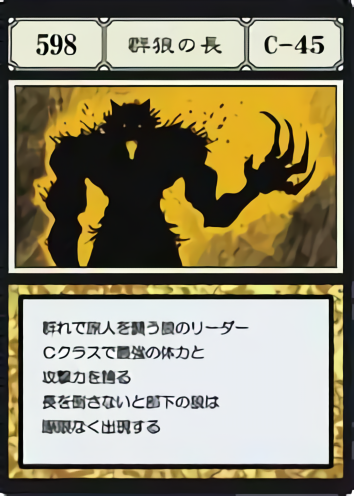 598
群狼の長
C-45
群れで旅人を襲う狼のリーダー
Cクラスで最強の体力と
攻撃力を誇る
長を倒さないと部下の狼は
際限なく出現する